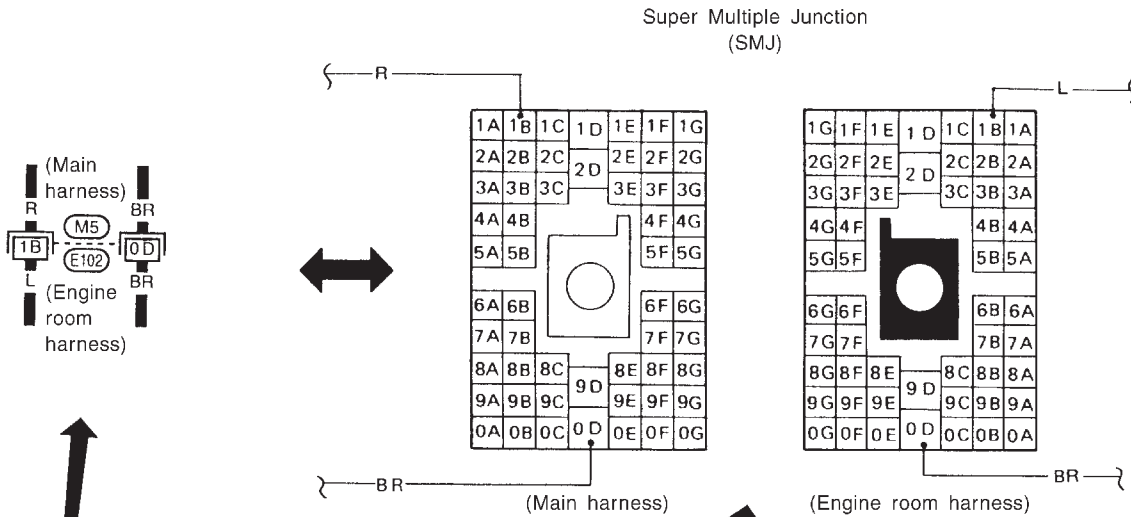 Super Multiple Junction
(SMJ)
R
L
(Main
harness)
R BR
M5
1B 0D
E102
L BR
(Engine
room
harness)
1A 1B 1C 1D 1E 1F 1G
2A 2B 2C 2D 2E 2F 2G
3A 3B 3C 3E 3F 3G
4A 4B 4F 4G
5A 5B 5F 5G
6A 6B 6F 6G
7A 7B 7F 7G
8A 8B 8C 8E 8F 8G
9A 9B 9C 9D 9E 9F 9G
0A 0B 0C 0D 0E 0F 0G
BR
(Main harness)
1G 1F 1E 1D 1C 1B 1A
2G 2F 2E 2D 2C 2B 2A
3G 3F 3E 3C 3B 3A
4G 4F 4B 4A
5G 5F 5B 5A
6G 6F 6B 6A
7G 7F 7B 7A
8G 8F 8E 8C 8B 8A
9G 9F 9E 9D 9C 9B 9A
0G 0F 0E 0D 0C 0B 0A
BR
(Engine room harness)